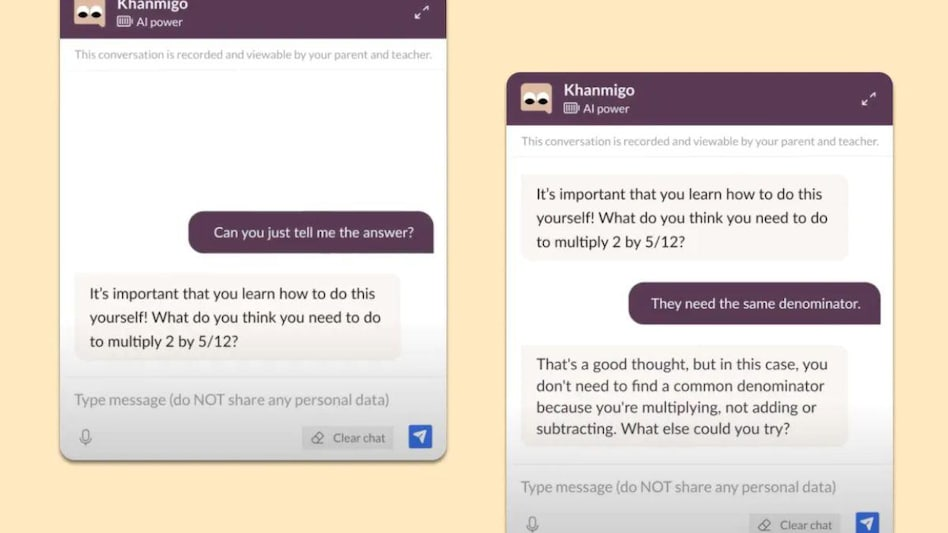 Khanmigo
AI power
This conversation is recorded and viewable by your parent and teacher.
Can you just tell me the answer?
It's important that you learn how to do this
yourself! What do you think you need to do
to multiply 2 by 5/12?
Type message (do NOT share any personal data)
Clear chat
Khanmigo
AI power
This conversation is recorded and viewable by your parent and teacher.
It's important that you learn how to do this
yourself! What do you think you need to do
to multiply 2 by 5/12?
They need the same denominator.
That's a good thought, but in this case, you
don't need to find a common denominator
because you're multiplying, not adding or
subtracting. What else could you try?
Type message (do NOT share any personal data)
Clear chat